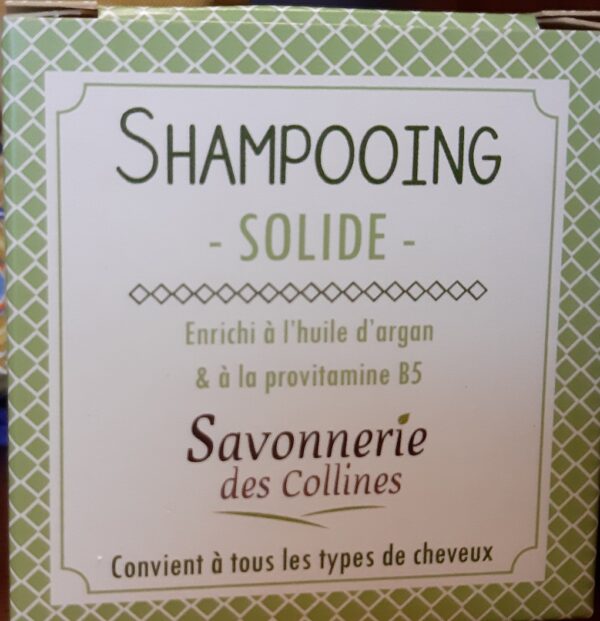 SHAMPOOING
- SOLIDE -
Enrichi à l'huile d'argan
& à la provitamine B5
Savonnerie
des Collines
Convient à tous les types de cheveux